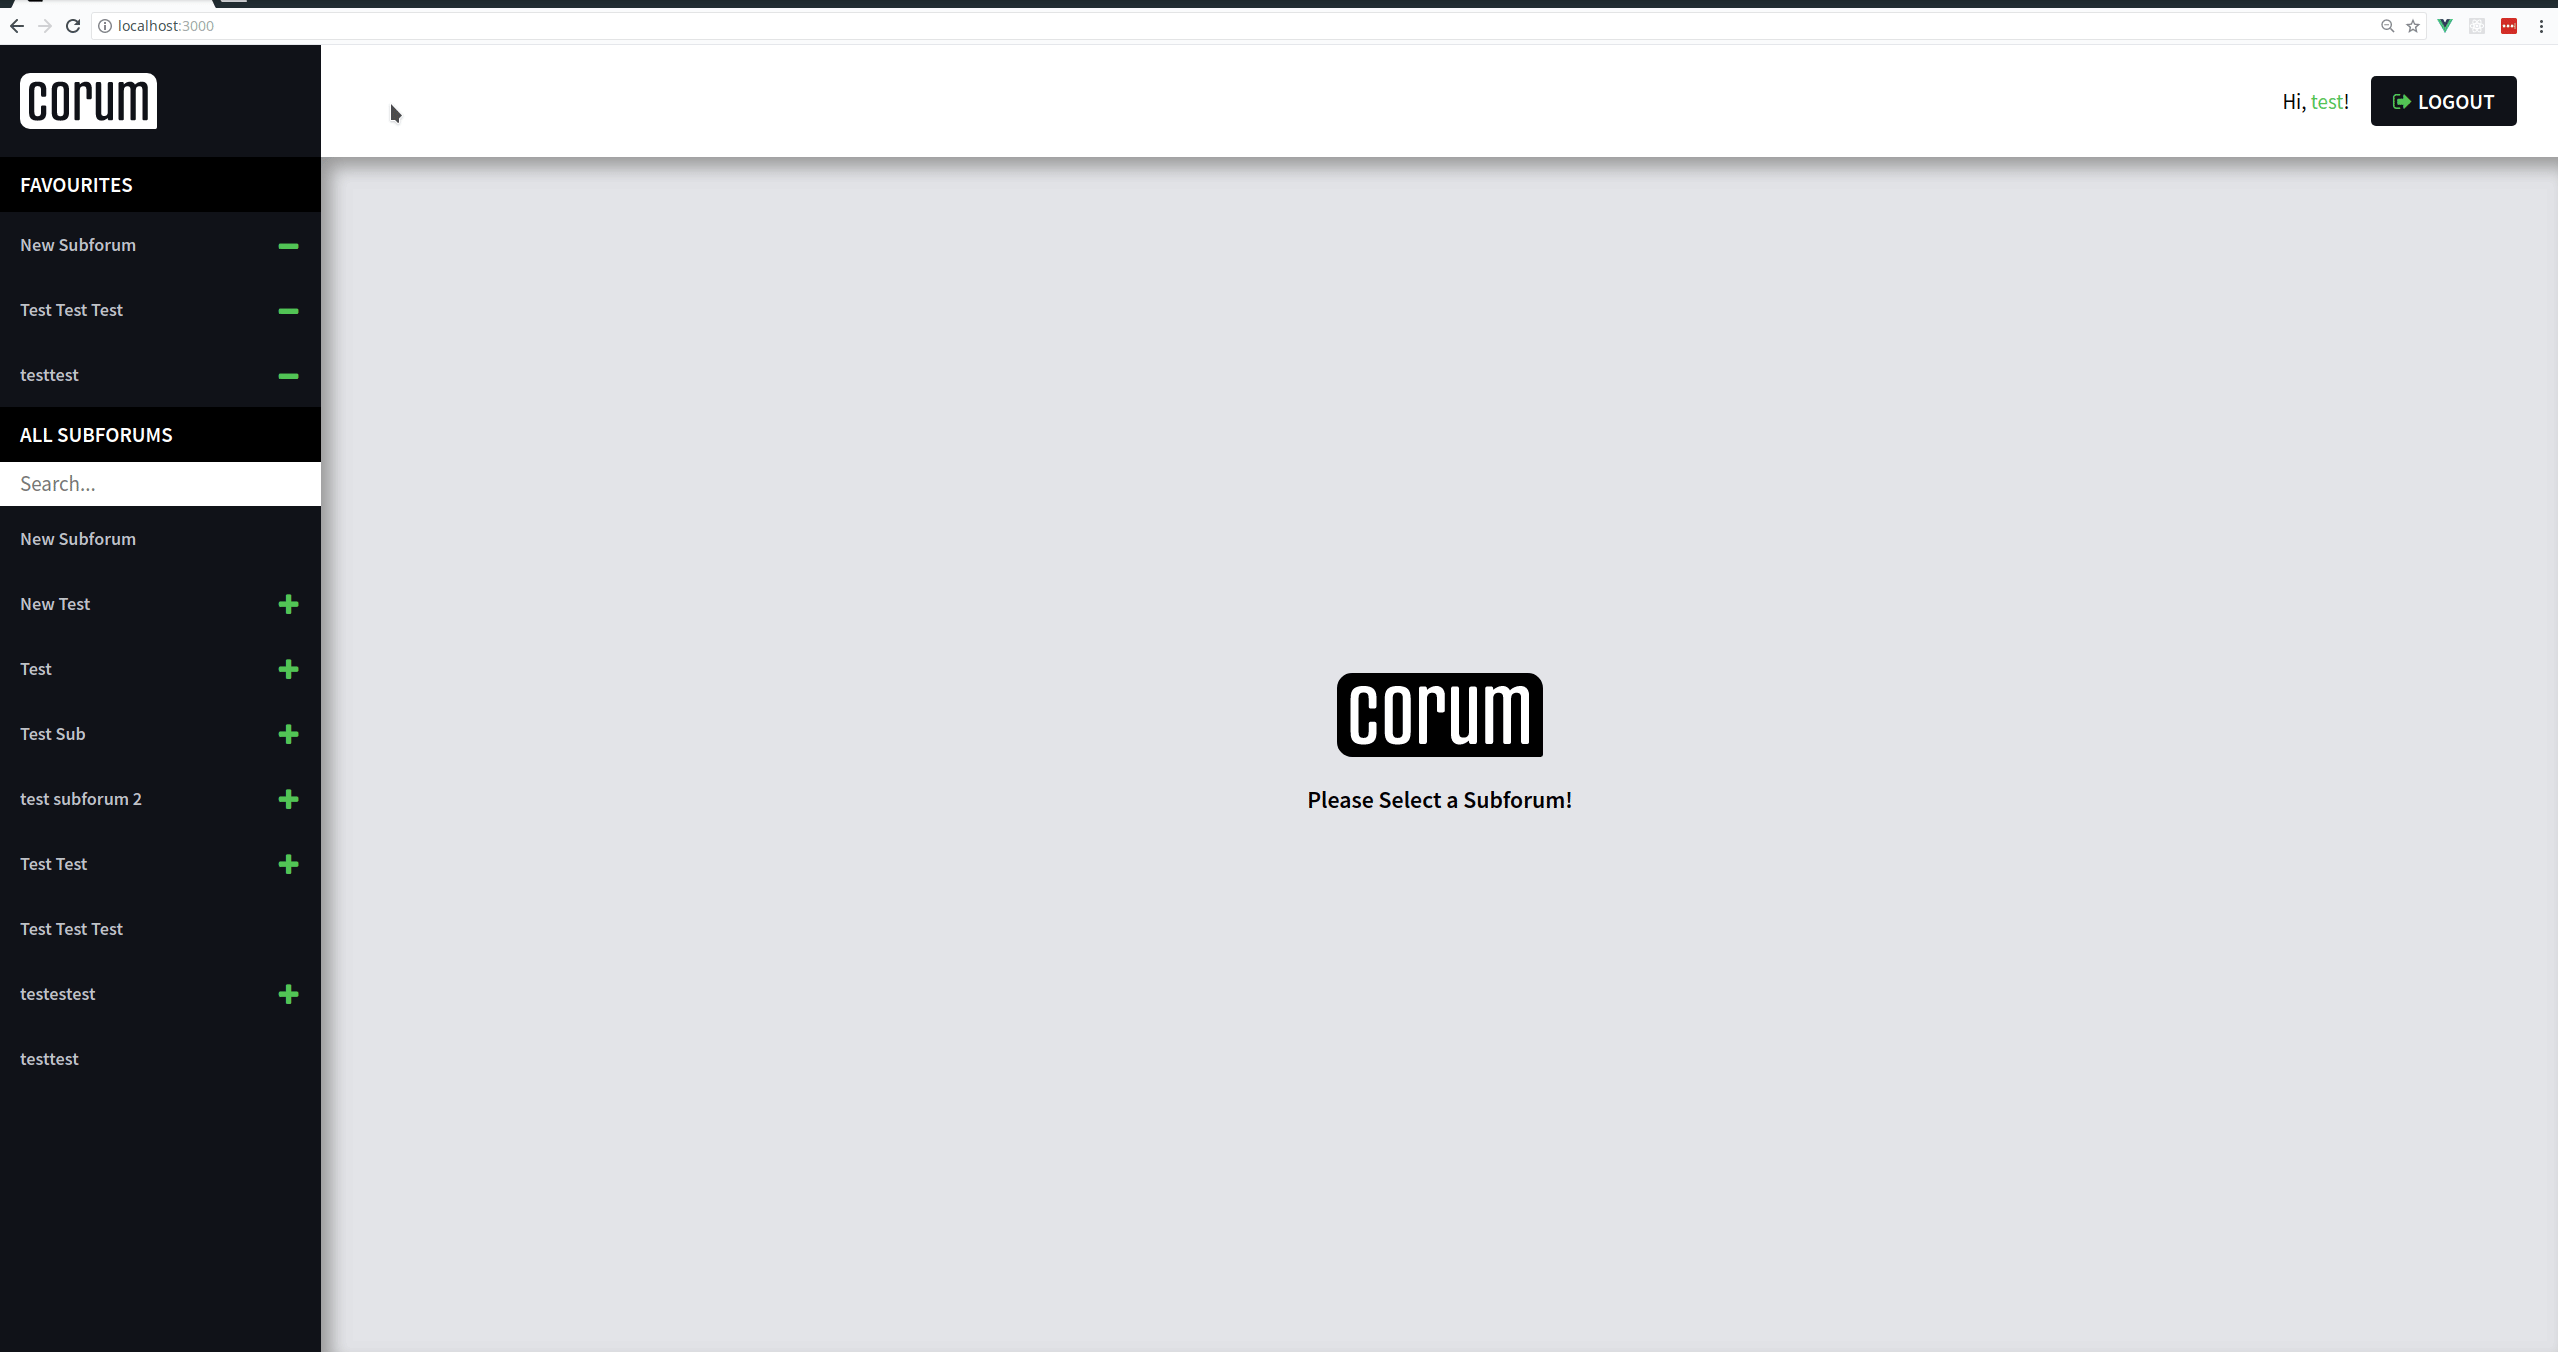 localhost:3000
corum
Hi, test!
LOGOUT
FAVOURITES
New Subforum
Test Test Test
testtest
ALL SUBFORUMS
Search...
New Subforum
New Test
Test
Test Sub
test subforum 2
Test Test
Test Test Test
testestest
testtest
corum
Please Select a Subforum!